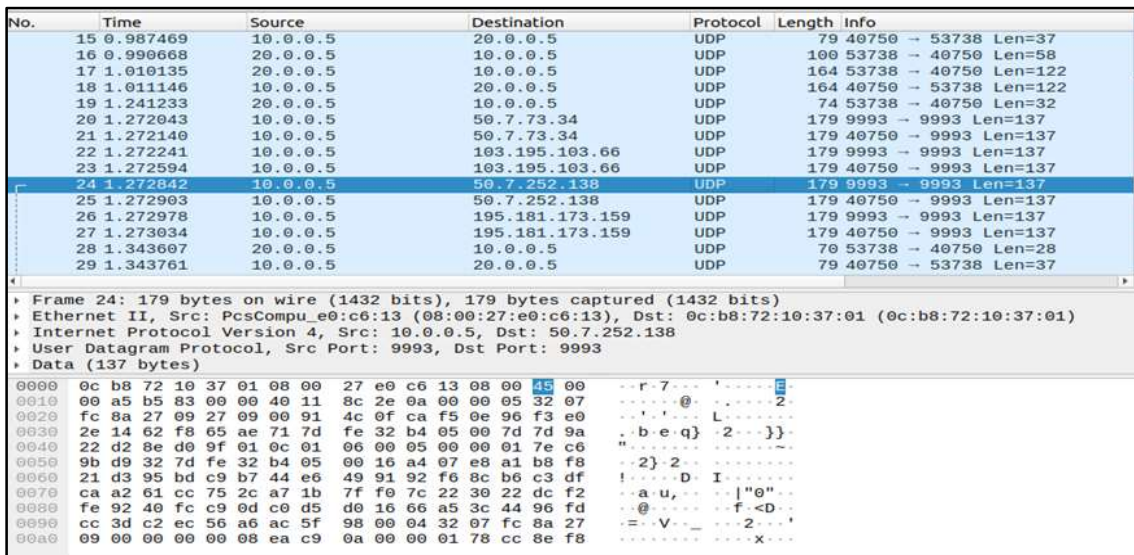 No. Time Source Destination Protocol Length Info
15 0.987469 10.0.0.5 20.0.0.5 UDP 79 40750 → 53738 Len=37
16 0.990668 20.0.0.5 10.0.0.5 UDP 100 53738 → 40750 Len=58
17 1.010135 20.0.0.5 10.0.0.5 UDP 164 53738 → 40750 Len=122
18 1.011146 10.0.0.5 20.0.0.5 UDP 164 40750 → 53738 Len=122
19 1.241233 20.0.0.5 10.0.0.5 UDP 74 53738 → 40750 Len=32
20 1.272043 10.0.0.5 50.7.73.34 UDP 179 9993 → 9993 Len=137
21 1.272140 10.0.0.5 50.7.73.34 UDP 179 40750 → 9993 Len=137
22 1.272241 10.0.0.5 103.195.103.66 UDP 179 9993 → 9993 Len=137
23 1.272594 10.0.0.5 103.195.103.66 UDP 179 40750 → 9993 Len=137
24 1.272842 10.0.0.5 50.7.252.138 UDP 179 9993 → 9993 Len=137
25 1.272903 10.0.0.5 50.7.252.138 UDP 179 40750 → 9993 Len=137
26 1.272978 10.0.0.5 195.181.173.159 UDP 179 9993 → 9993 Len=137
27 1.273034 10.0.0.5 195.181.173.159 UDP 179 40750 → 9993 Len=137
28 1.343607 20.0.0.5 10.0.0.5 UDP 70 53738 → 40750 Len=28
29 1.343761 10.0.0.5 20.0.0.5 UDP 79 40750 → 53738 Len=37
Frame 24: 179 bytes on wire (1432 bits), 179 bytes captured (1432 bits)
Ethernet II, Src: PcsCompu_e0:c6:13 (08:00:27:e0:c6:13), Dst: 0c:b8:72:10:37:01 (0c:b8:72:10:37:01)
Internet Protocol Version 4, Src: 10.0.0.5, Dst: 50.7.252.138
User Datagram Protocol, Src Port: 9993, Dst Port: 9993
Data (137 bytes)
0000 0c b8 72 10 37 01 08 00 27 e0 c6 13 08 00 45 00 ··r·7··· '·····E·
0010 00 a5 b5 83 00 00 40 11 8c 2e 0a 00 00 05 32 07 ······@· ·.····2·
0020 fc 8a 27 09 27 09 00 91 4c 0f ca f5 0e 96 f3 e0 ··'·'··· L·······
0030 2e 14 62 f8 65 ae 71 7d fe 32 b4 05 00 7d 7d 9a .·b·e·q} ·2···}}·
0040 22 d2 8e d0 9f 01 0c 01 06 00 05 00 00 01 7e c6 "······· ······~·
0050 9b d9 32 7d fe 32 b4 05 00 16 a4 07 e8 a1 b8 f8 ··2}·2·· ········
0060 21 d3 95 bd c9 b7 44 e6 49 91 92 f6 8c b6 c3 df !·····D· I·······
0070 ca a2 61 cc 75 2c a7 1b 7f f0 7c 22 30 22 dc f2 ··a·u,·· ··|"0"··
0080 fe 92 40 fc c9 0d c0 d5 d0 16 66 a5 3c 44 96 fd ··@····· ··f·<D··
0090 cc 3d c2 ec 56 a6 ac 5f 98 00 04 32 07 fc 8a 27 ·=··V··_ ···2···'
00a0 09 00 00 00 00 08 ea c9 0a 00 00 01 78 cc 8e f8 ········ ····x···